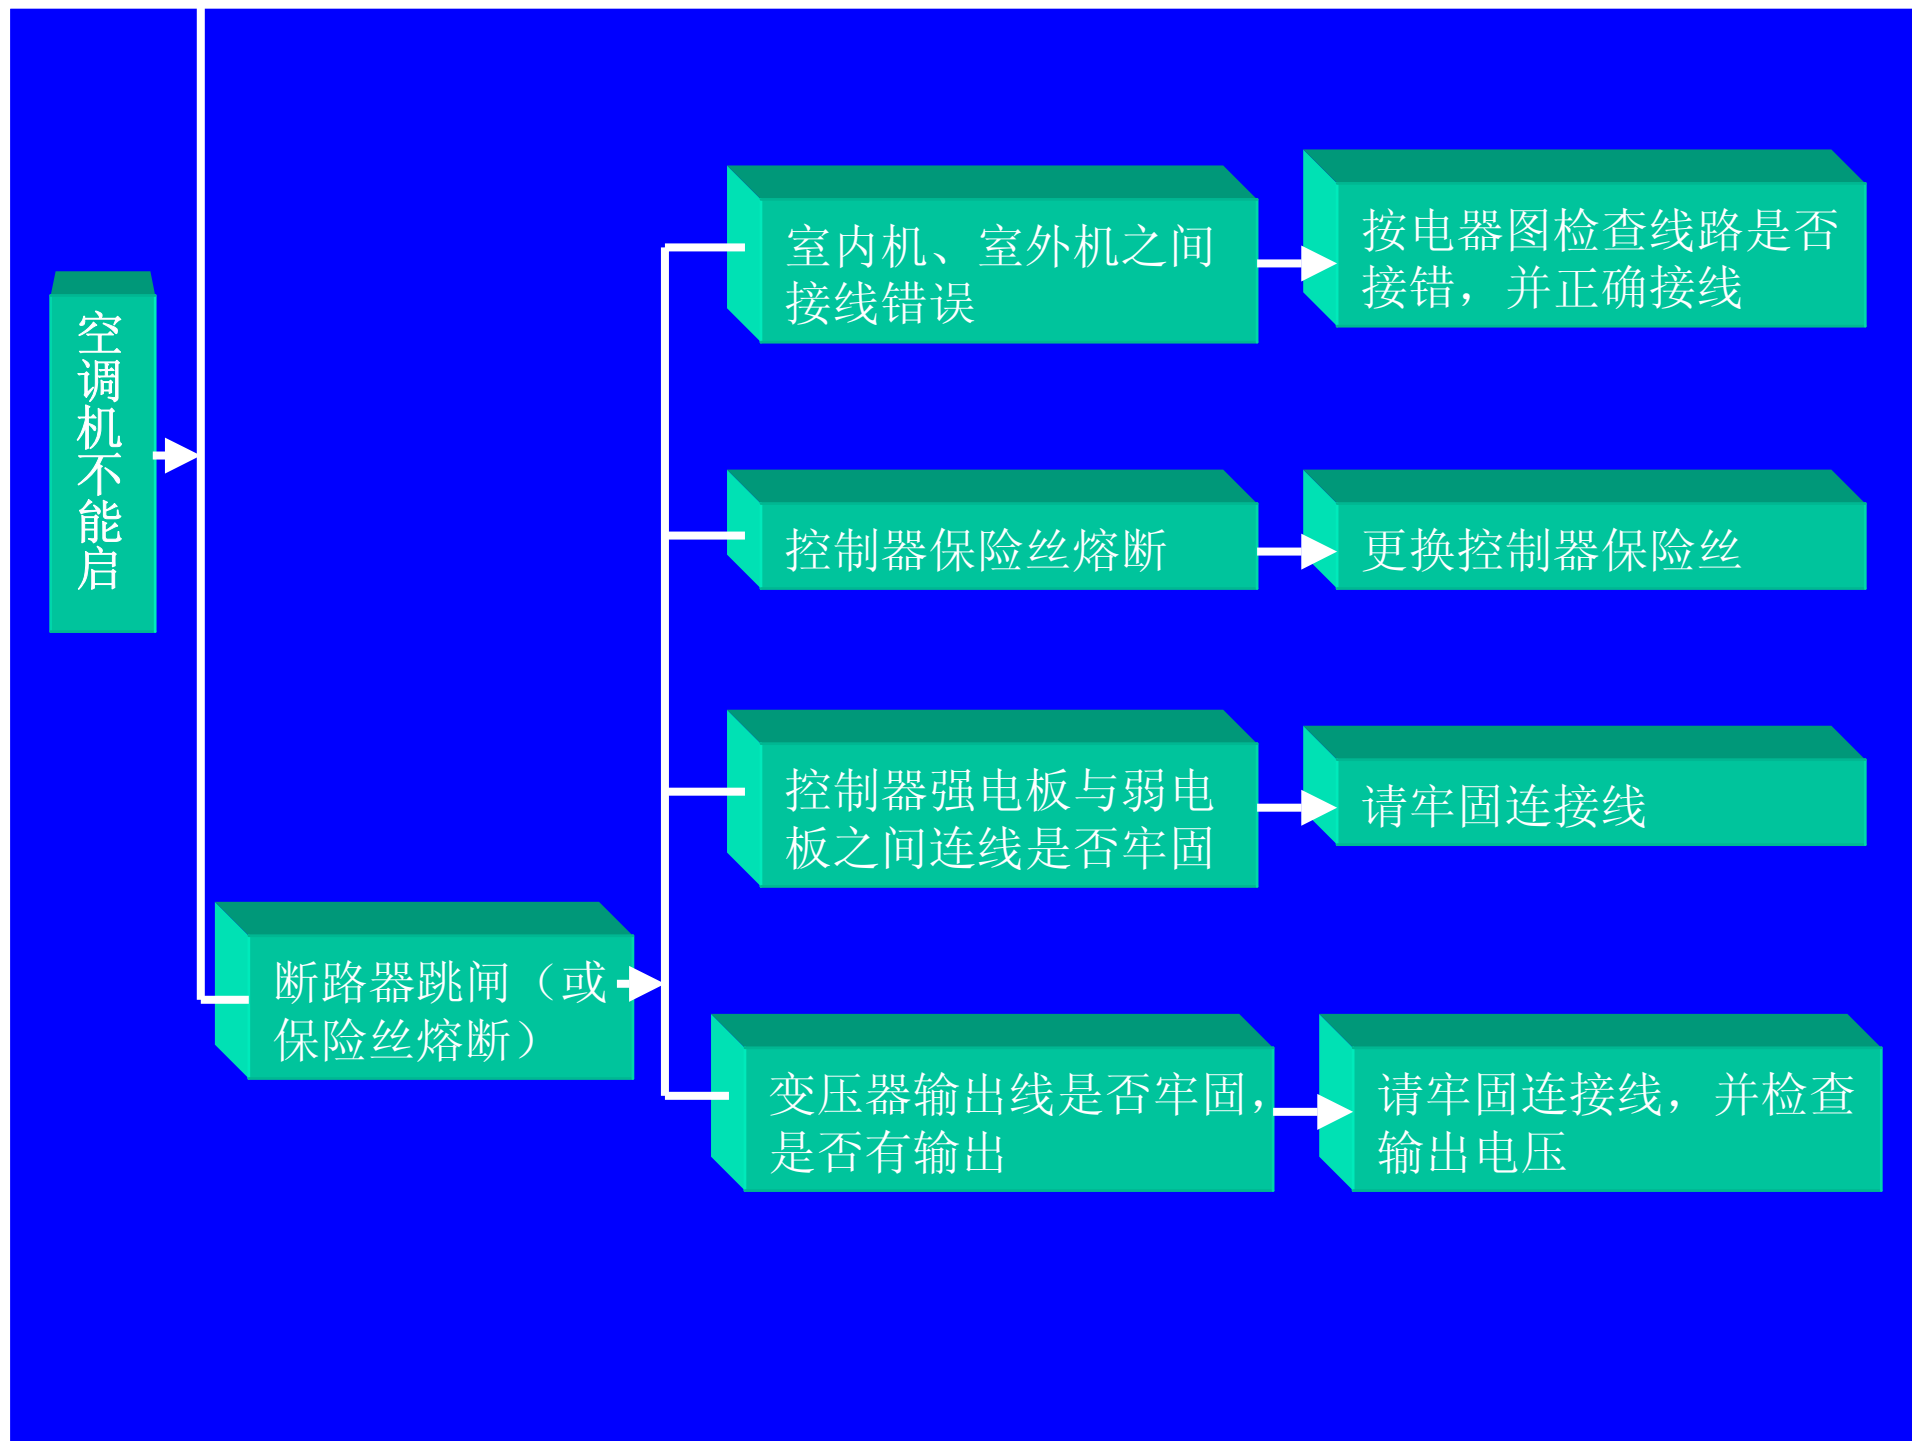 空调机不能启
室内机、室外机之间
接线错误
按电器图检查线路是否
接错，并正确接线
控制器保险丝熔断
更换控制器保险丝
控制器强电板与弱电
板之间连线是否牢固
请牢固连接线
断路器跳闸（或
保险丝熔断）
变压器输出线是否牢固，
是否有输出
请牢固连接线，并检查
输出电压